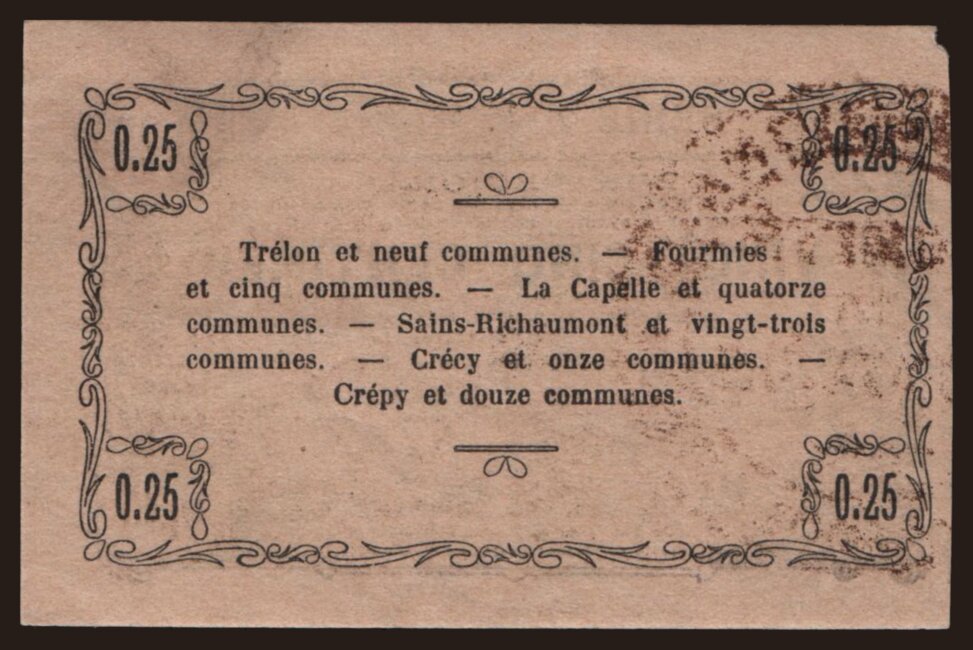 0.25 0.25
Trélon et neuf communes. — Fourmies
et cinq communes. — La Capelle et quatorze
communes. — Sains-Richaumont et vingt-trois
communes. — Crécy et onze communes. —
Crépy et douze communes.
0.25 0.25